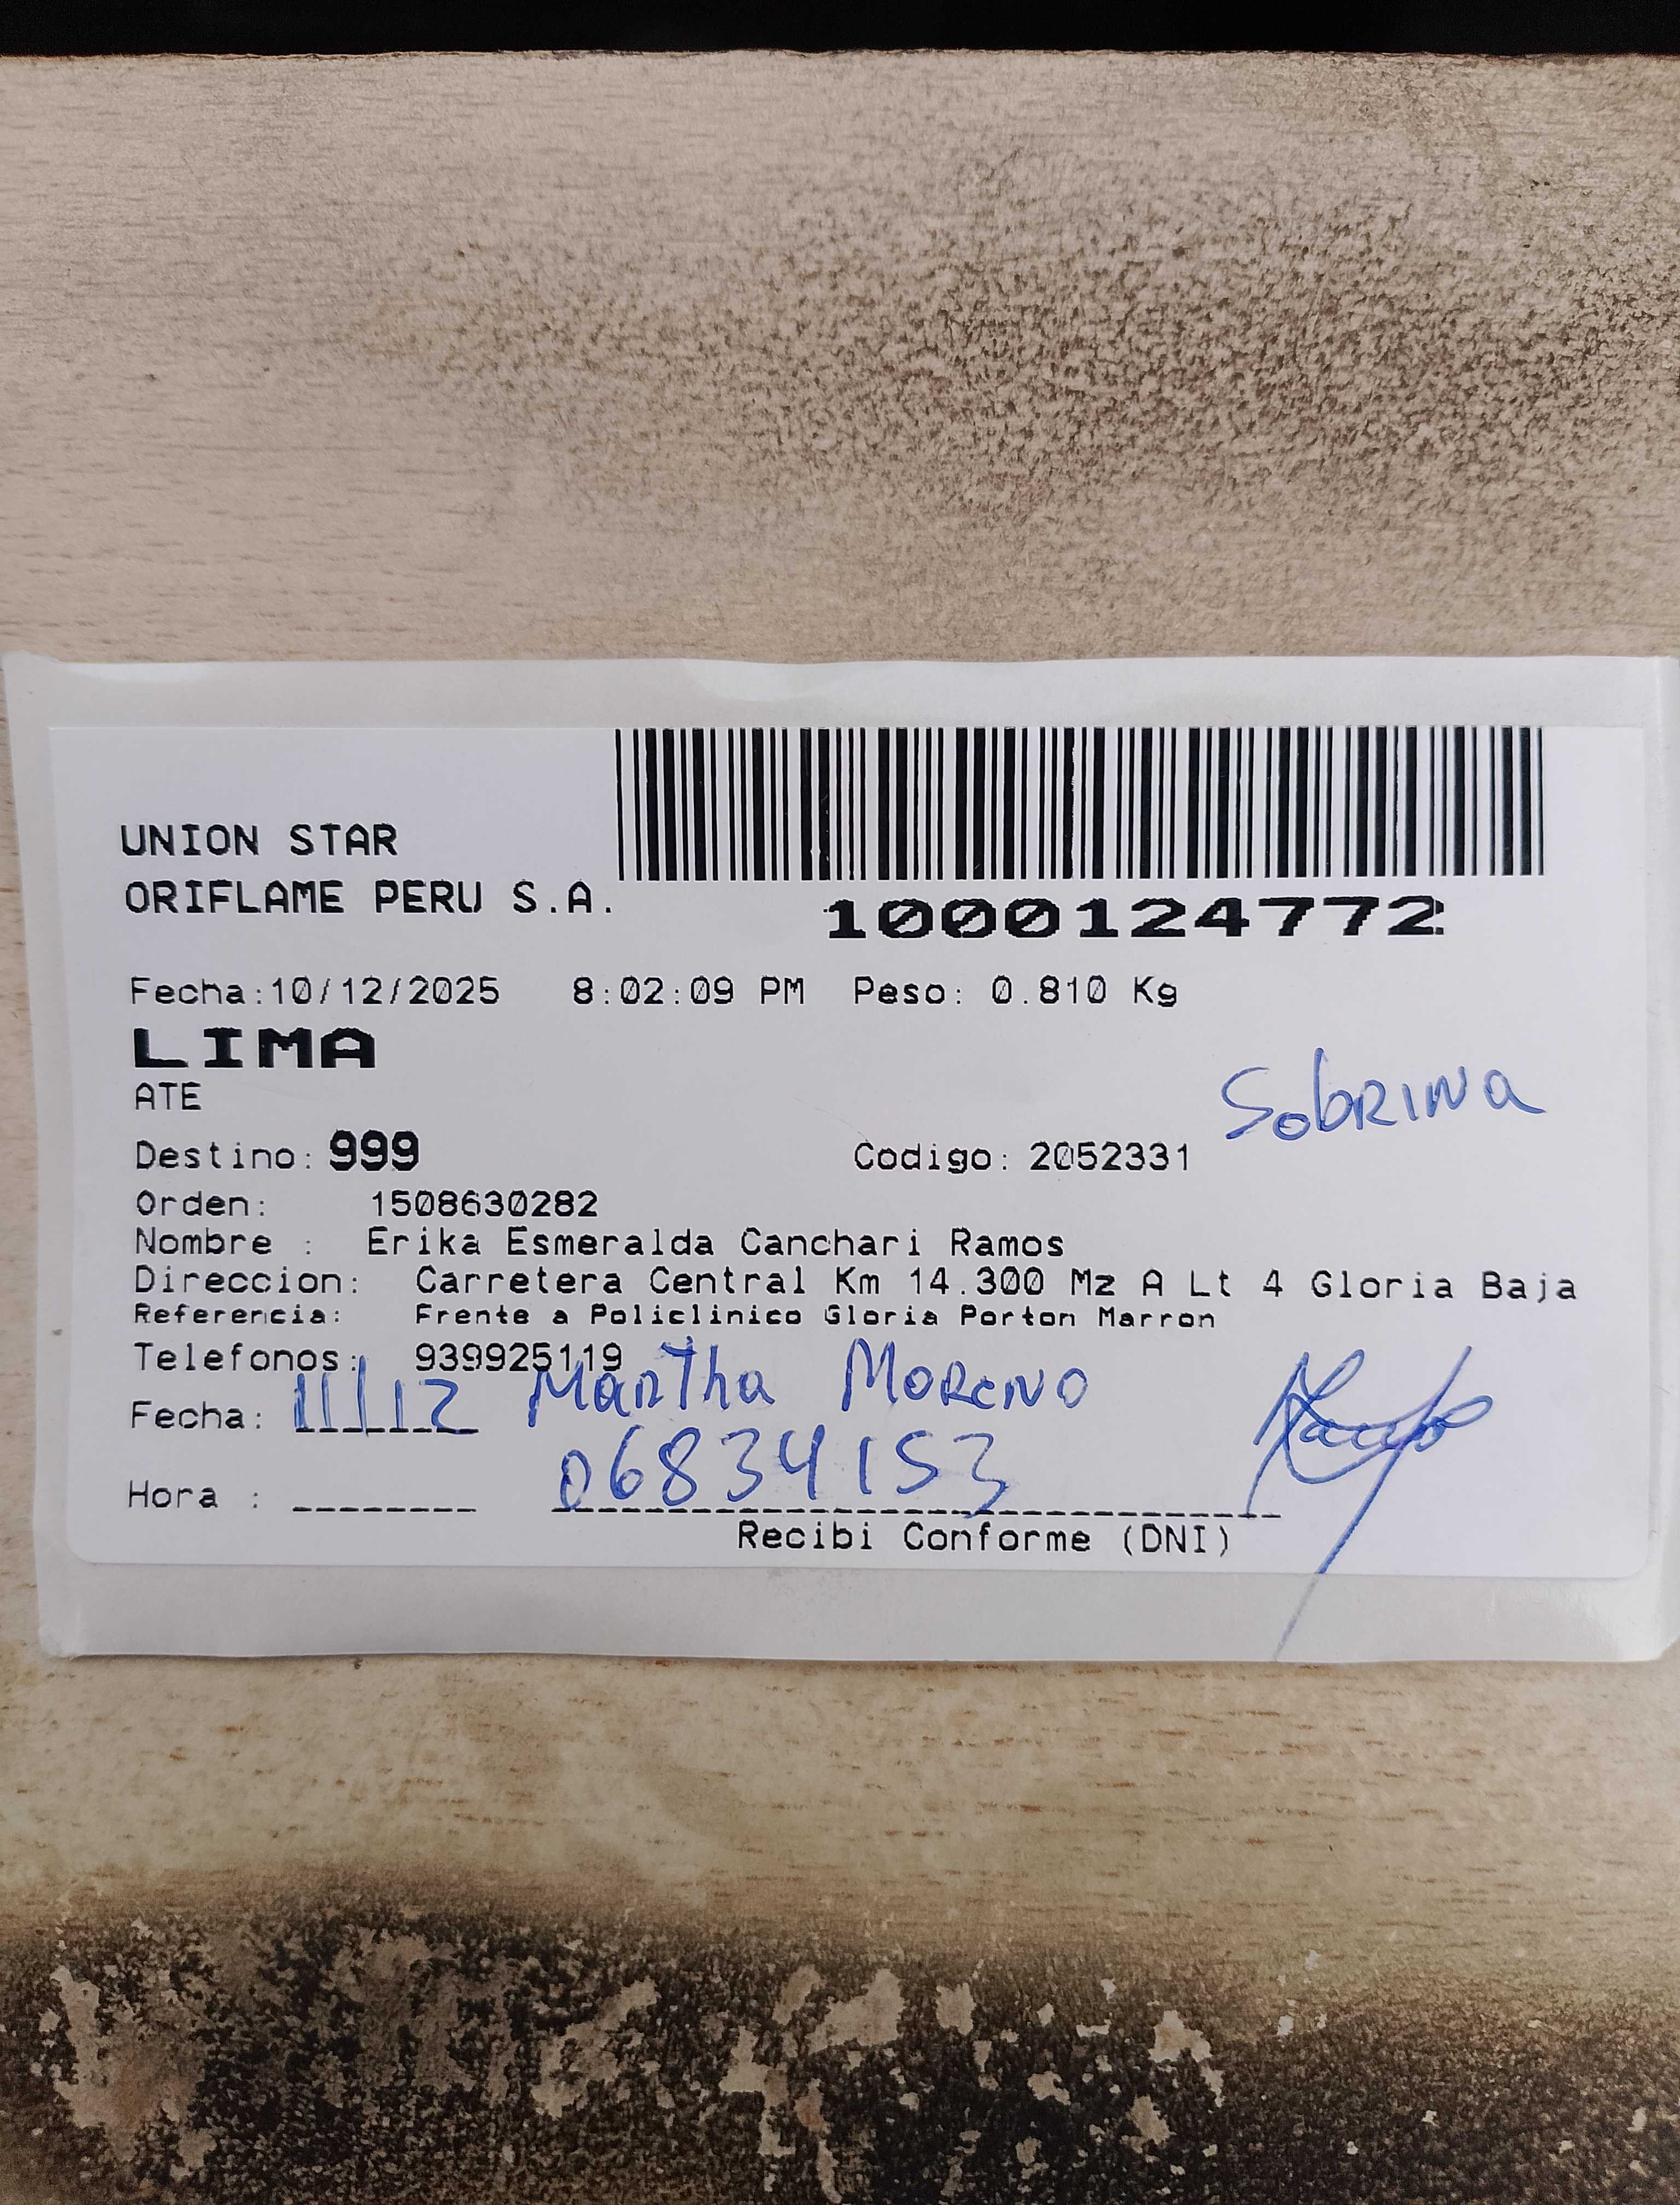 UNION STAR
ORIFLAME PERU S.A.
1000124772
Fecha:10/12/2025 8:02:09 PM Peso: 0.810 Kg
LIMA
ATE
Sobrina
Destino: 999 Codigo: 2052331
Orden: 1508630282
Nombre : Erika Esmeralda Canchari Ramos
Direccion: Carretera Central Km 14.300 Mz A Lt 4 Gloria Baja
Referencia: Frente a Policlinico Gloria Porton Marron
Telefonos: 939925119
Fecha: 11/12 Martha Moreno
06834153
Hora :
Recibi Conforme (DNI)